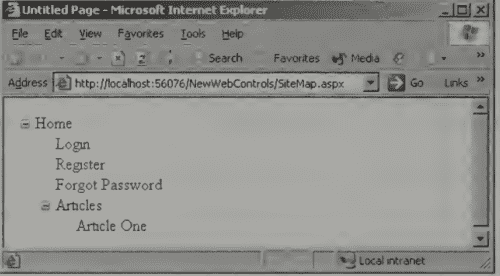 Untitled Page - Microsoft Internet Explorer
File Edit View Favorites Tools Help
Search Favorites Media
Address http://localhost:56076/NewWebControls/SiteMap.aspx Go Links »
Home
Login
Register
Forgot Password
Articles
Article One
Local intranet